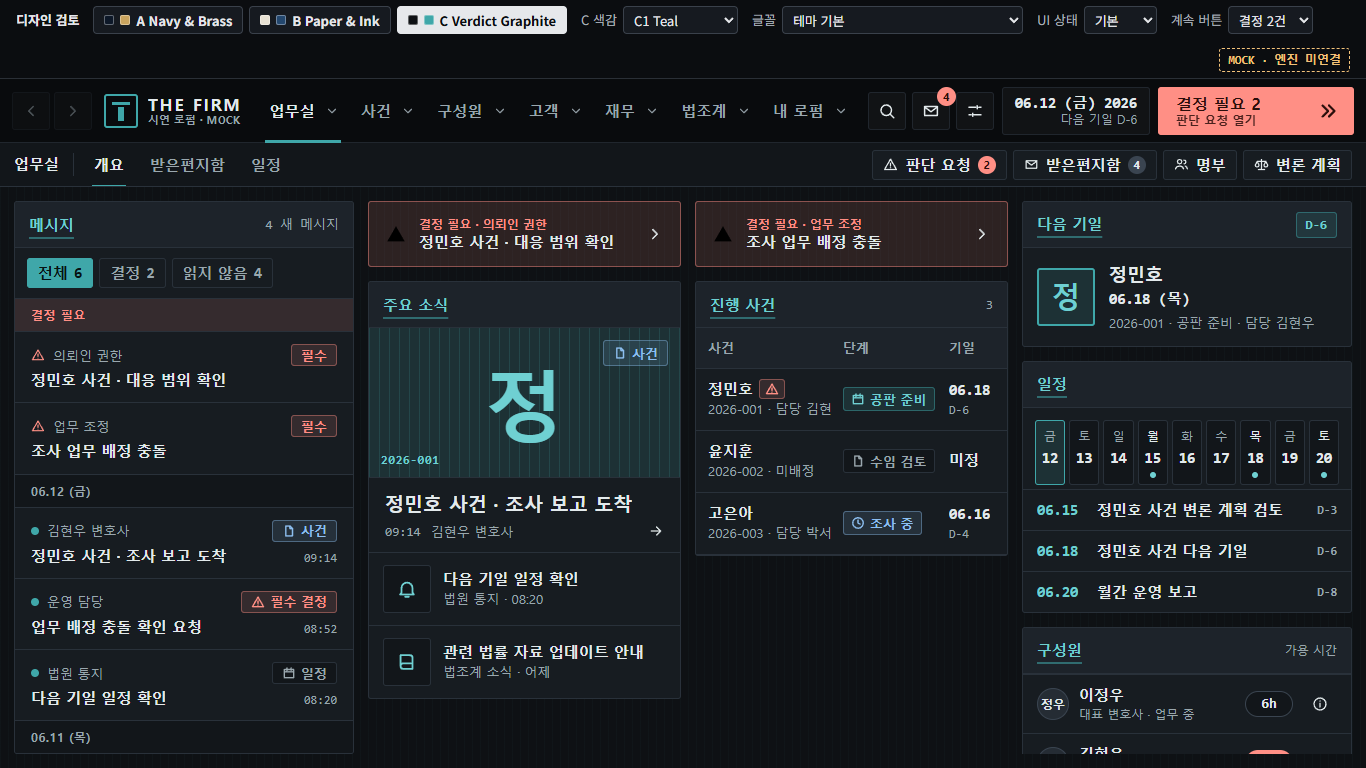 디자인 검토 A Navy & Brass B Paper & Ink C Verdict Graphite C 색감 C1 Teal 글꼴 테마 기본 UI 상태 기본 계속 버튼 결정 2건
MOCK · 엔진 미연결
THE FIRM
시연 로펌 · MOCK
업무실 사건 구성원 고객 재무 법조계 내 로펌
4
06.12 (금) 2026
다음 기일 D-6
결정 필요 2
판단 요청 열기
업무실 개요 받은편지함 일정
판단 요청 2 받은편지함 4 명부 변론 계획
메시지 4 새 메시지
전체 6 결정 2 읽지 않음 4
결정 필요
의뢰인 권한 필수
정민호 사건 · 대응 범위 확인
업무 조정 필수
조사 업무 배정 충돌
06.12 (금)
김현우 변호사 사건
정민호 사건 · 조사 보고 도착 09:14
운영 담당 필수 결정
업무 배정 충돌 확인 요청 08:52
법원 통지 일정
다음 기일 일정 확인 08:20
06.11 (목)
결정 필요 · 의뢰인 권한
정민호 사건 · 대응 범위 확인
주요 소식
사건
정
2026-001
정민호 사건 · 조사 보고 도착
09:14 김현우 변호사
다음 기일 일정 확인
법원 통지 · 08:20
관련 법률 자료 업데이트 안내
법조계 소식 · 어제
결정 필요 · 업무 조정
조사 업무 배정 충돌
진행 사건 3
사건 단계 기일
정민호 공판 준비 06.18
2026-001 · 담당 김현 D-6
윤지훈 수임 검토 미정
2026-002 · 미배정
고은아 조사 중 06.16
2026-003 · 담당 박서 D-4
다음 기일 D-6
정
정민호
06.18 (목)
2026-001 · 공판 준비 · 담당 김현우
일정
금 토 일 월 화 수 목 금 토
12 13 14 15 16 17 18 19 20
06.15 정민호 사건 변론 계획 검토 D-3
06.18 정민호 사건 다음 기일 D-6
06.20 월간 운영 보고 D-8
구성원 가용 시간
정우 이정우 6h
대표 변호사 · 업무 중